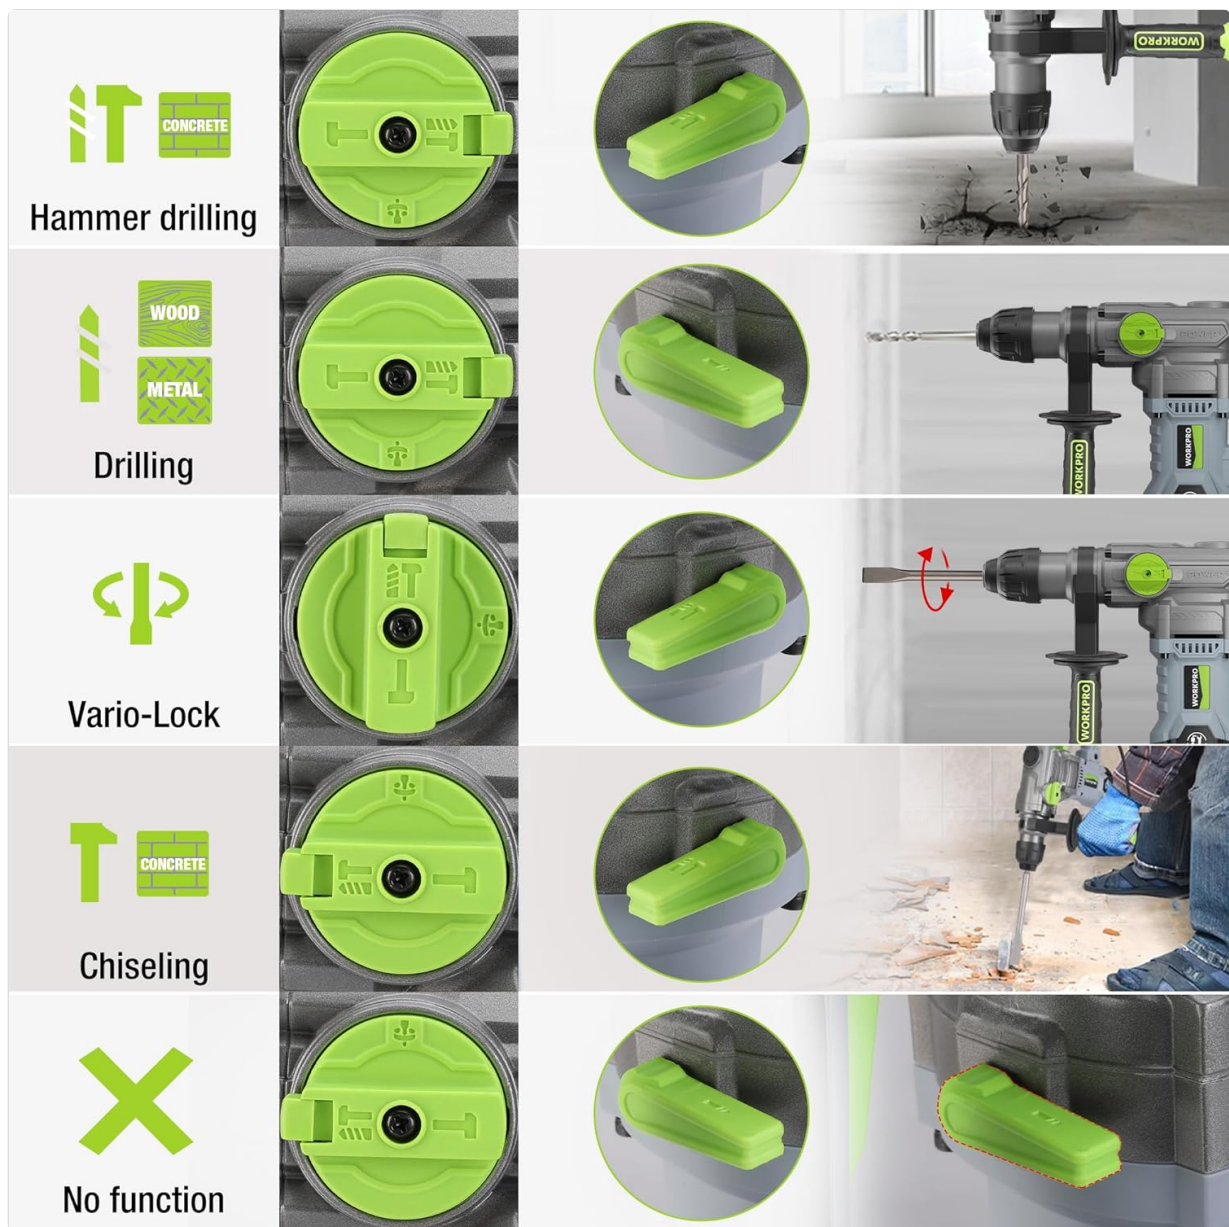 CONCRETE
WORKPRO
Hammer drilling
WOOD
METAL
WORKPRO
WORKPRO
Drilling
WORKPRO
WORKPRO
Vario-Lock
CONCRETE
Chiseling
No function